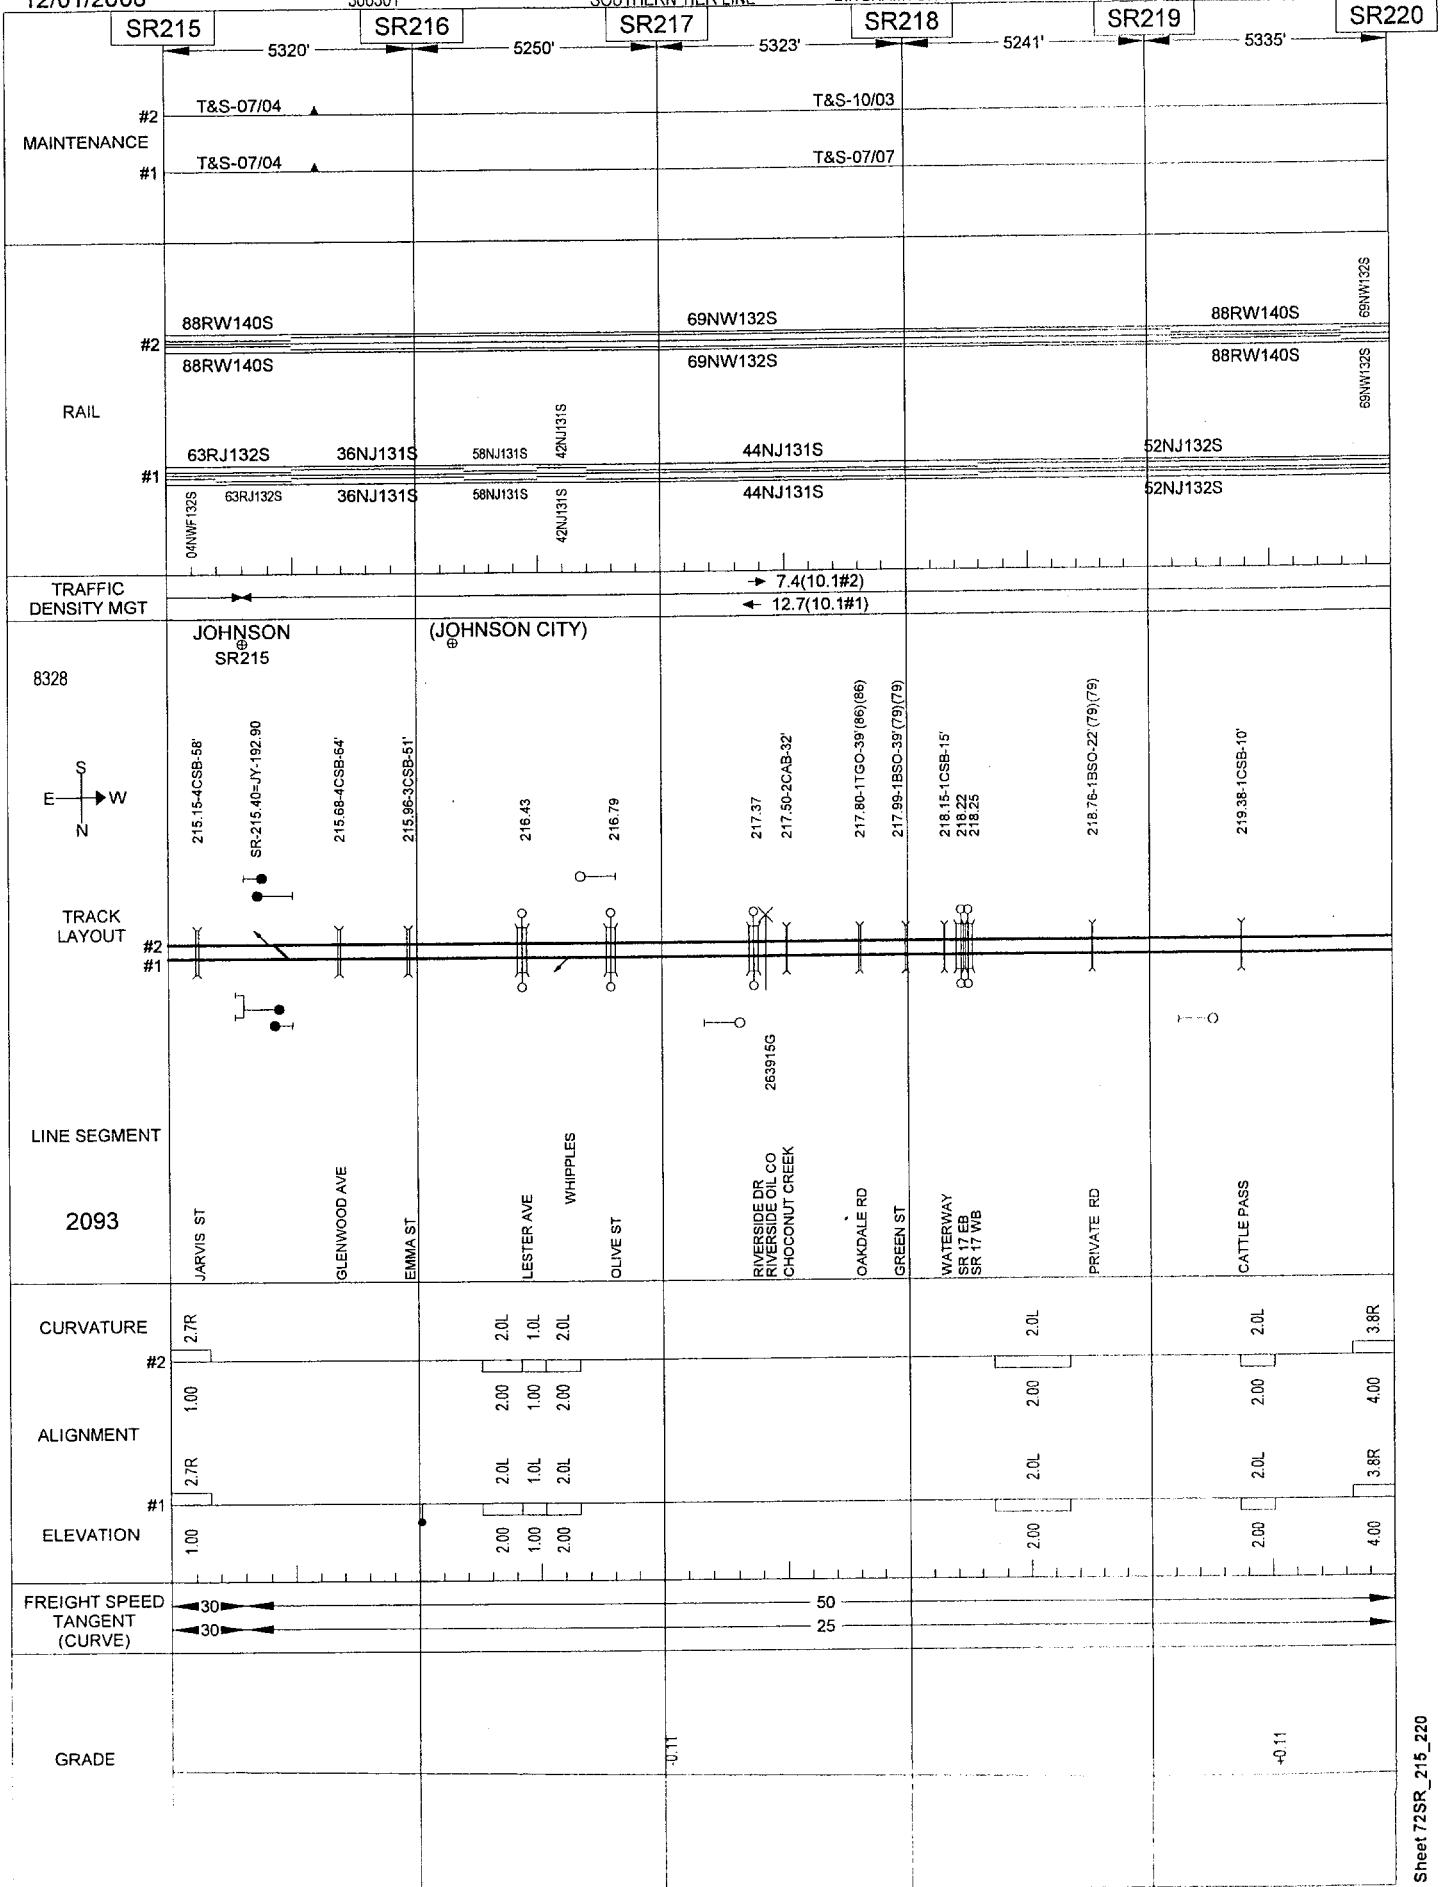 12/01/2008
SOUTHERN TIER LINE
SR215
SR216
SR217
SR218
SR219
SR220
5320'
5250'
5323'
5241'
5335'
MAINTENANCE
#2
T&S-07/04
T&S-10/03
#1
T&S-07/04
T&S-07/07
RAIL
#2
88RW140S
69NW132S
88RW140S
69NW132S
88RW140S
69NW132S
88RW140S
69NW132S
#1
63RJ132S
36NJ131S
58NJ131S
42NJ131S
44NJ131S
52NJ132S
04NWF132S
63RJ132S
36NJ131S
58NJ131S
42NJ131S
44NJ131S
52NJ132S
TRAFFIC
DENSITY MGT
7.4(10.1#2)
12.7(10.1#1)
JOHNSON
SR215
(JOHNSON CITY)
8328
S
E
W
N
215.15-4CSB-58'
SR-215.40=JY-192.90
215.68-4CSB-64'
215.96-3CSB-51'
216.43
216.79
217.37
217.50-2CAB-32'
217.80-1TGO-39'(86)(86)
217.99-1BSO-39'(79)(79)
218.15-1CSB-15'
218.22
218.25
218.76-1BSO-22'(79)(79)
219.38-1CSB-10'
TRACK
LAYOUT
#2
#1
263915G
LINE SEGMENT
2093
JARVIS ST
GLENWOOD AVE
EMMA ST
LESTER AVE
WHIPPLES
OLIVE ST
RIVERSIDE DR
RIVERSIDE OIL CO
CHOCONUT CREEK
OAKDALE RD
GREEN ST
WATERWAY
SR 17 EB
SR 17 WB
PRIVATE RD
CATTLE PASS
CURVATURE
#2
2.7R
2.0L
1.0L
2.0L
2.0L
2.0L
3.8R
1.00
2.00
1.00
2.00
2.00
2.00
4.00
ALIGNMENT
#1
2.7R
2.0L
1.0L
2.0L
2.0L
2.0L
3.8R
ELEVATION
1.00
2.00
1.00
2.00
2.00
2.00
4.00
FREIGHT SPEED
TANGENT
(CURVE)
30
50
30
25
GRADE
-0.11
+0.11
Sheet 72SR_215_220